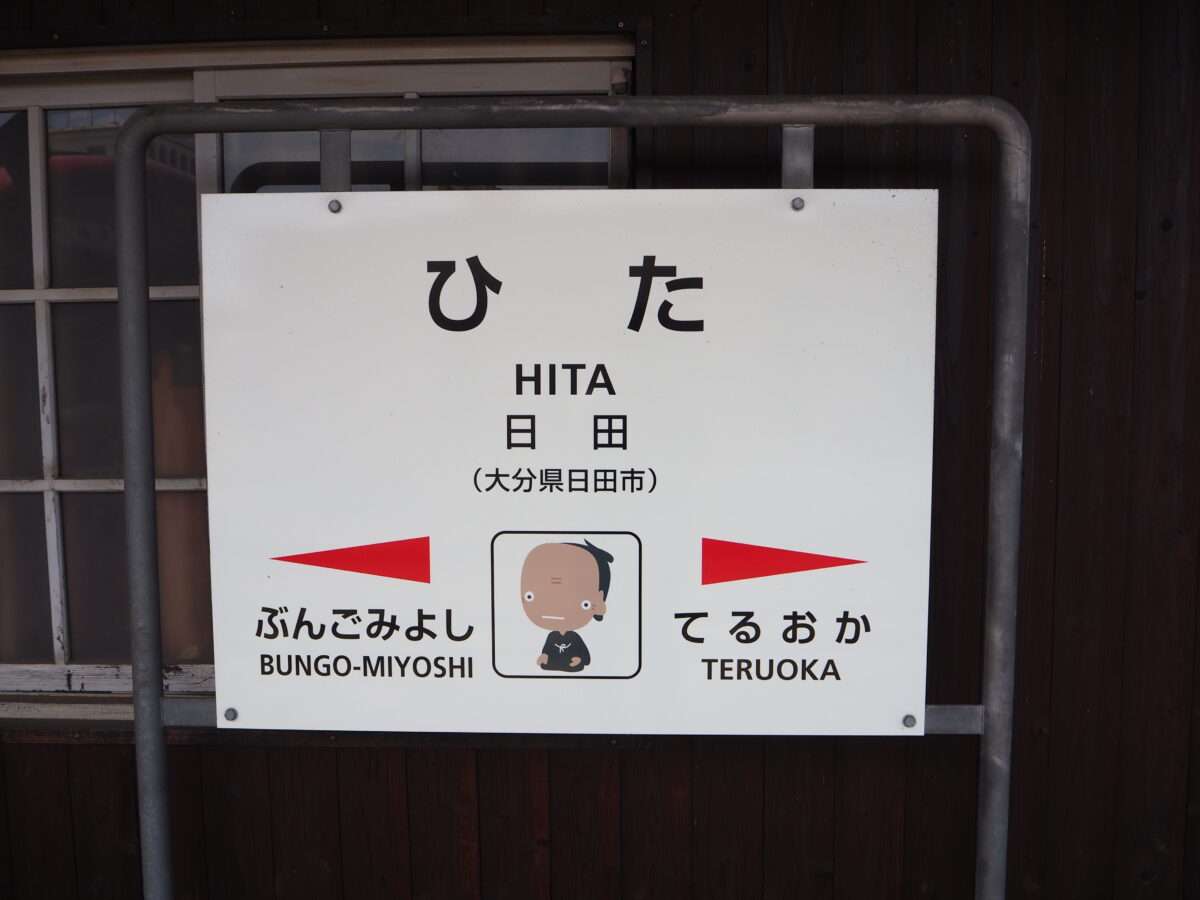 ひた
HITA
日田
（大分県日田市）
ぶんごみよし
BUNGO-MIYOSHI
てるおか
TERUOKA